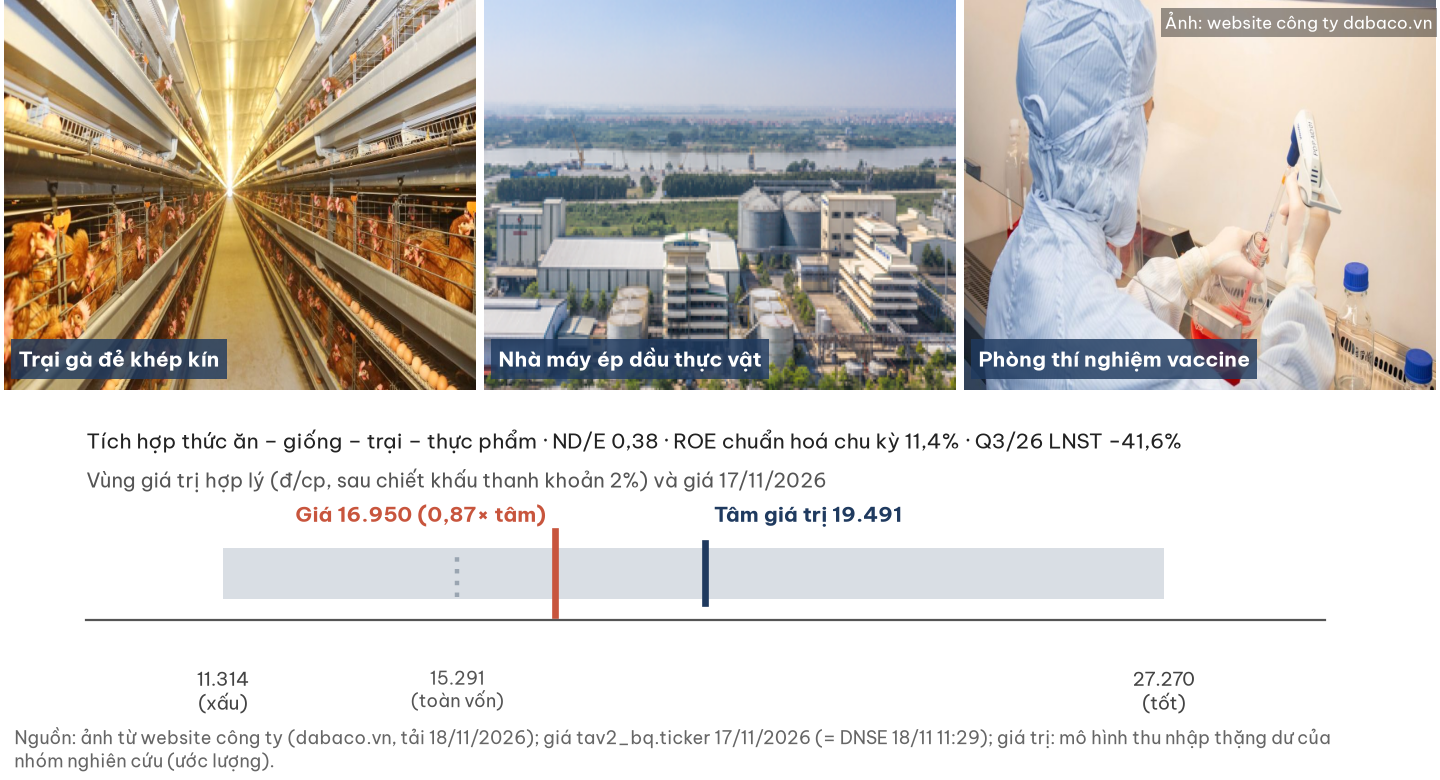 Ảnh: website công ty dabaco.vn
Trại gà đẻ khép kín
Nhà máy ép dầu thực vật
Phòng thí nghiệm vaccine
Tích hợp thức ăn – giống – trại – thực phẩm · ND/E 0,38 · ROE chuẩn hoá chu kỳ 11,4% · Q3/26 LNST −41,6%
Vùng giá trị hợp lý (đ/cp, sau chiết khấu thanh khoản 2%) và giá 17/11/2026
Giá 16.950 (0,87× tâm)
Tâm giá trị 19.491
11.314
(xấu)
15.291
(toàn vốn)
27.270
(tốt)
Nguồn: ảnh từ website công ty (dabaco.vn, tải 18/11/2026); giá tav2_bq.ticker 17/11/2026 (= DNSE 18/11 11:29); giá trị: mô hình thu nhập thặng dư của
nhóm nghiên cứu (ước lượng).